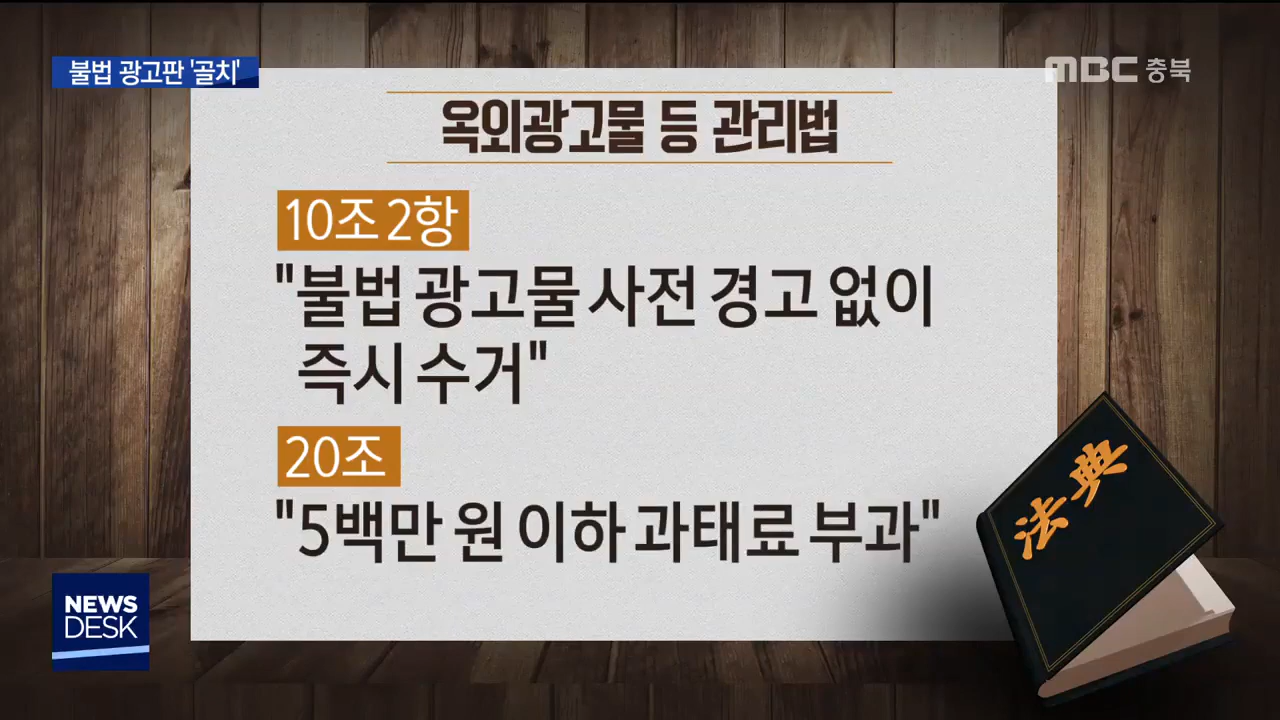 불법 광고판 '골치'
MBC 충북
옥외광고물 등 관리법
10조 2항
"불법 광고물 사전 경고 없이
즉시 수거"
20조
"5백만 원 이하 과태료 부과"
法典
NEWS
DESK